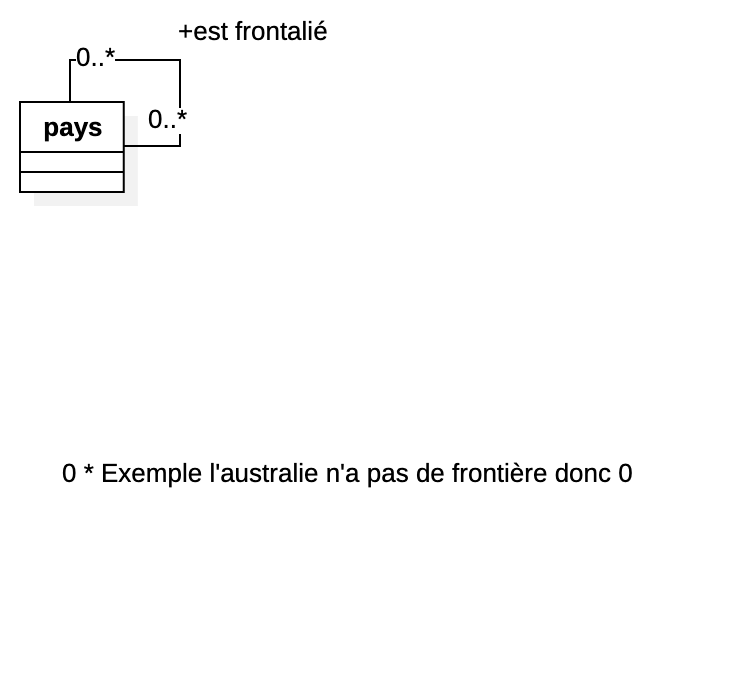 +est frontalié
0..*
0..*
pays
0 * Exemple l'australie n'a pas de frontière donc 0